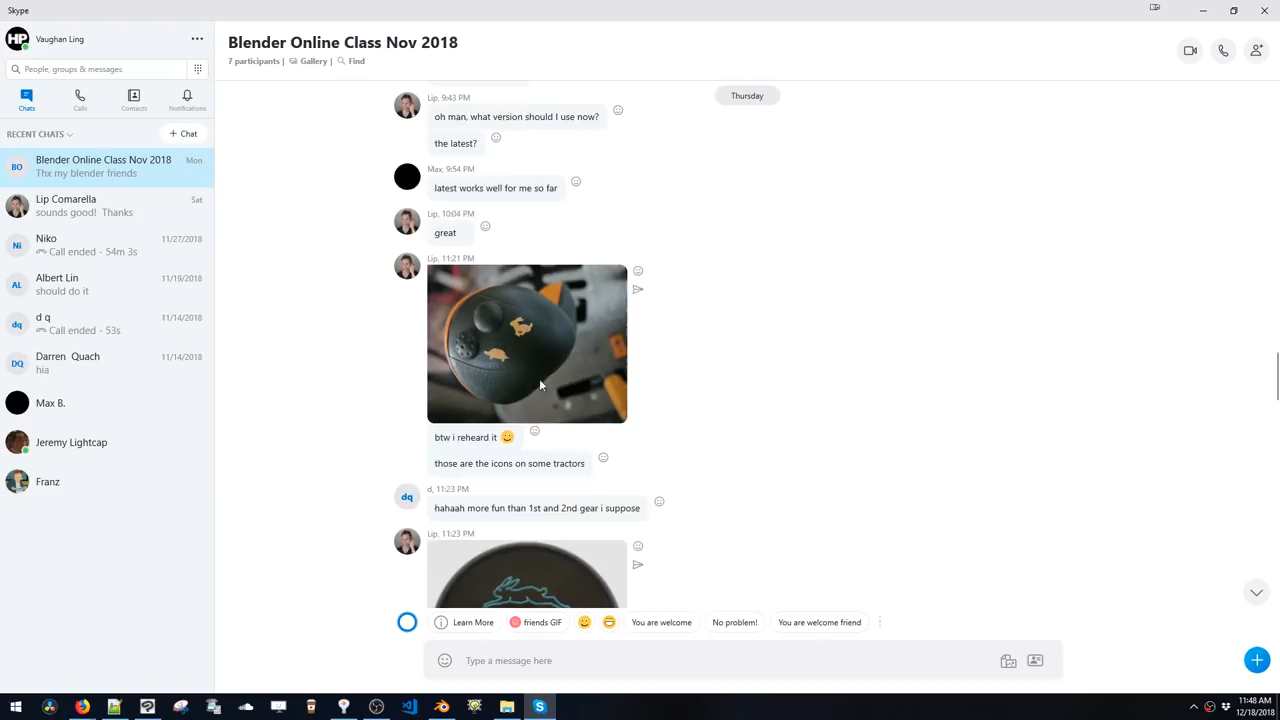 Skype
HP
Vaughan Ling
People, groups & messages
Chats
Calls
Contacts
Notifications
RECENT CHATS
+ Chat
BO
Blender Online Class Nov 2018
Mon
Thx my blender friends
Lip Comarella
Sat
sounds good! Thanks
Ni
Niko
11/27/2018
Call ended - 54m 3s
AL
Albert Lin
11/19/2018
should do it
dq
d q
11/14/2018
Call ended - 53s
DQ
Darren Quach
11/14/2018
hia
Max B.
Jeremy Lightcap
Franz
Blender Online Class Nov 2018
7 participants | Gallery | Find
Thursday
Lip, 9:43 PM
oh man, what version should I use now?
the latest?
Max, 9:54 PM
latest works well for me so far
Lip, 10:04 PM
great
Lip, 11:21 PM
btw i reheard it
those are the icons on some tractors
dq
d, 11:23 PM
hahaah more fun than 1st and 2nd gear i suppose
Lip, 11:23 PM
Learn More
friends GIF
You are welcome
No problem!
You are welcome friend
Type a message here
11:48 AM
12/18/2018